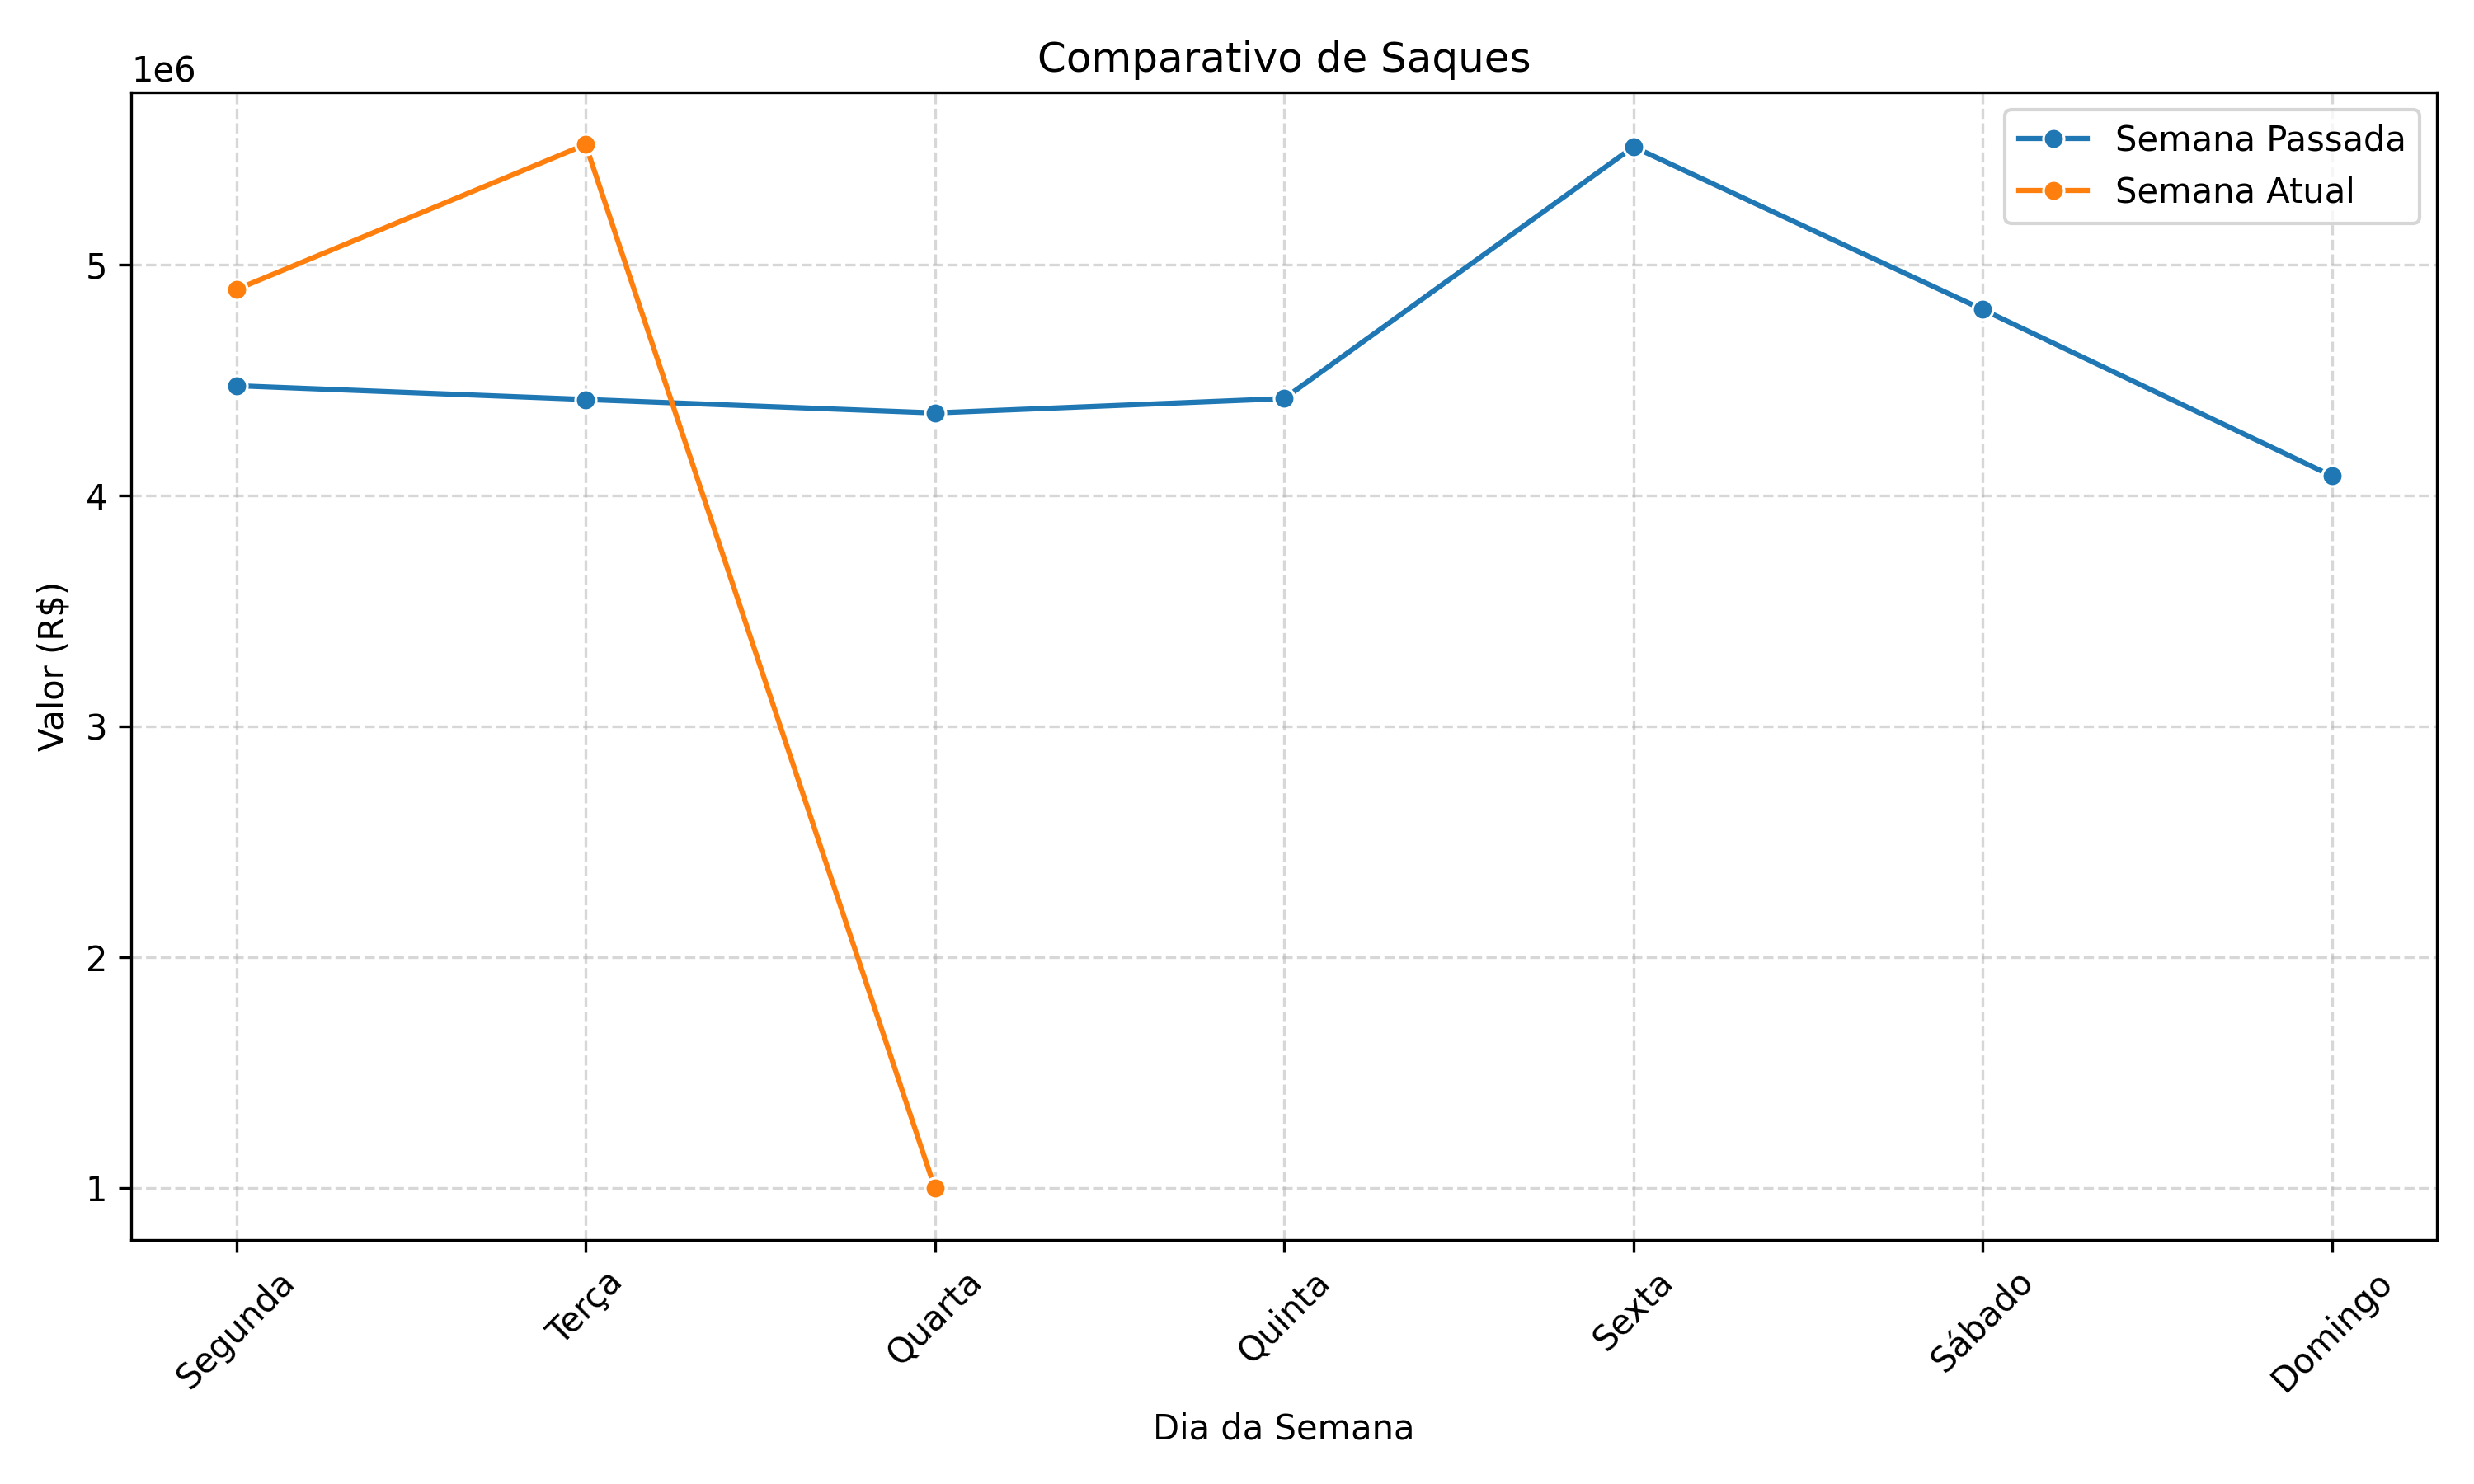 Comparativo de Saques
1e6
Semana Passada
Semana Atual
5
4
3
2
1
Valor (R$)
Segunda
Terça
Quarta
Quinta
Sexta
Sábado
Domingo
Dia da Semana